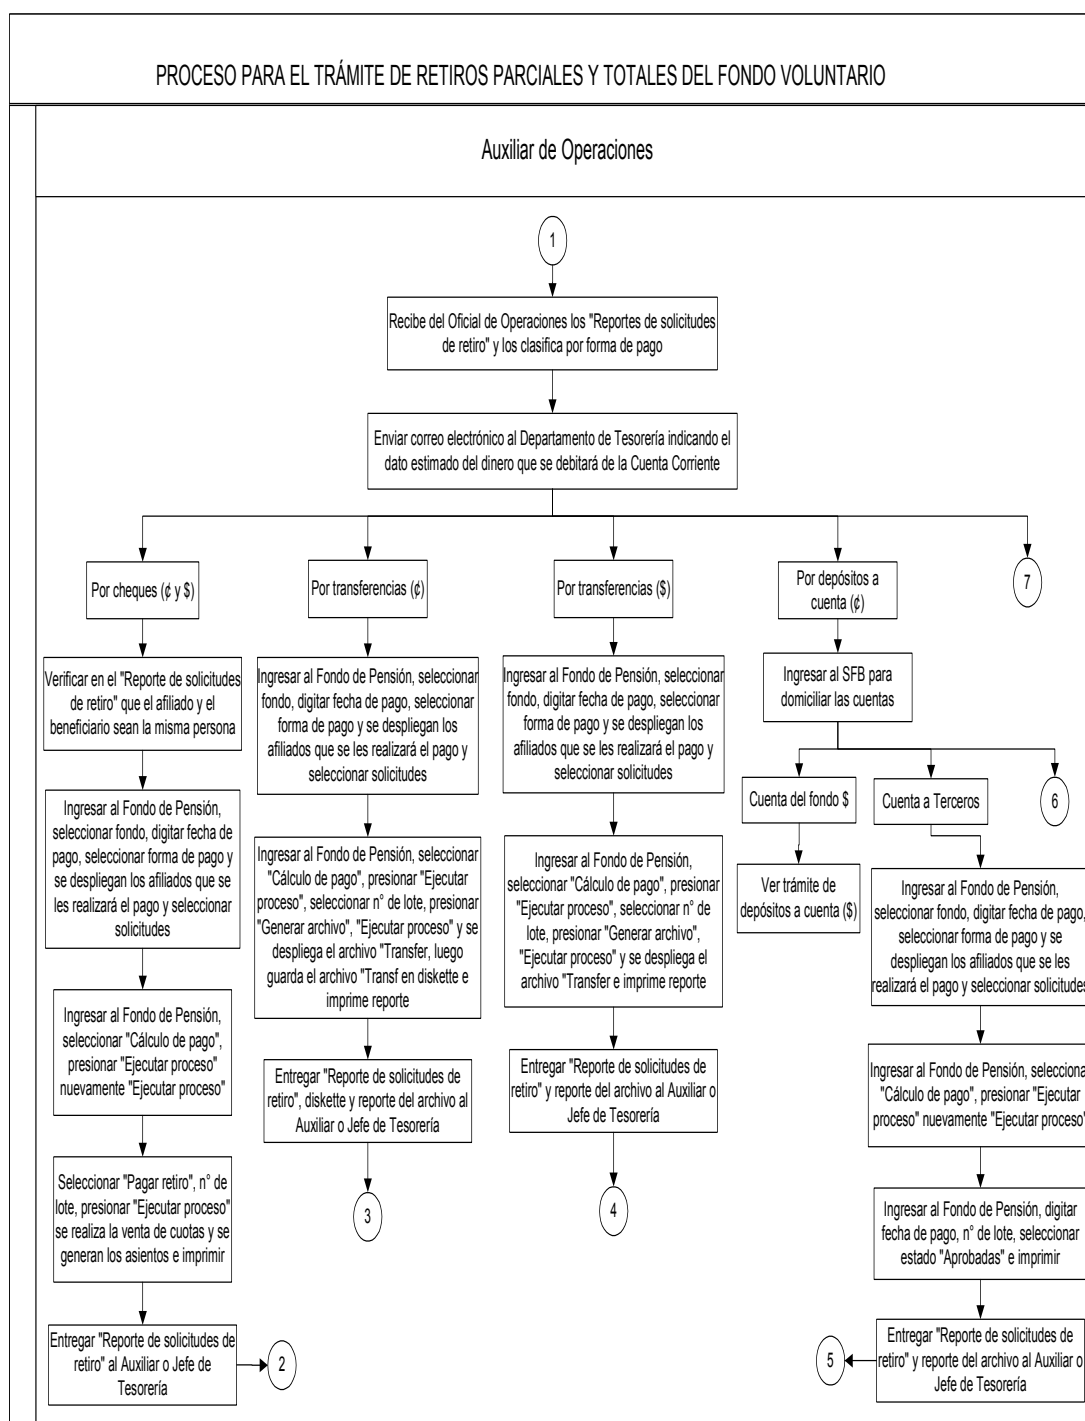 PROCESO PARA EL TRÁMITE DE RETIROS PARCIALES Y TOTALES DEL FONDO VOLUNTARIO
Auxiliar de Operaciones
1
Recibe del Oficial de Operaciones los "Reportes de solicitudes
de retiro" y los clasifica por forma de pago
Enviar correo electrónico al Departamento de Tesorería indicando el
dato estimado del dinero que se debitará de la Cuenta Corriente
Por cheques (¢ y $)
Verificar en el "Reporte de solicitudes
de retiro" que el afiliado y el
beneficiario sean la misma persona
Ingresar al Fondo de Pensión,
seleccionar fondo, digitar fecha de
pago, seleccionar forma de pago y
se despliegan los afiliados que se
les realizará el pago y seleccionar
solicitudes
Ingresar al Fondo de Pensión,
seleccionar "Cálculo de pago",
presionar "Ejecutar proceso"
nuevamente "Ejecutar proceso"
Seleccionar "Pagar retiro", n° de
lote, presionar "Ejecutar proceso"
se realiza la venta de cuotas y se
generan los asientos e imprimir
Entregar "Reporte de solicitudes de
retiro" al Auxiliar o Jefe de
Tesorería
2
Por transferencias (¢)
Ingresar al Fondo de Pensión, seleccionar
fondo, digitar fecha de pago, seleccionar
forma de pago y se despliegan los
afiliados que se les realizará el pago y
seleccionar solicitudes
Ingresar al Fondo de Pensión, seleccionar
"Cálculo de pago", presionar "Ejecutar
proceso", seleccionar n° de lote, presionar
"Generar archivo", "Ejecutar proceso" y se
despliega el archivo "Transfer, luego
guarda el archivo "Transf en diskette e
imprime reporte
Entregar "Reporte de solicitudes de
retiro", diskette y reporte del archivo al
Auxiliar o Jefe de Tesorería
3
Por transferencias ($)
Ingresar al Fondo de Pensión, seleccionar
fondo, digitar fecha de pago, seleccionar
forma de pago y se despliegan los
afiliados que se les realizará el pago y
seleccionar solicitudes
Ingresar al Fondo de Pensión,
seleccionar "Cálculo de pago", presionar
"Ejecutar proceso", seleccionar n° de
lote, presionar "Generar archivo",
"Ejecutar proceso" y se despliega el
archivo "Transfer e imprime reporte
Entregar "Reporte de solicitudes de
retiro" y reporte del archivo al Auxiliar o
Jefe de Tesorería
4
Por depósitos a
cuenta (¢)
Ingresar al SFB para
domiciliar las cuentas
Cuenta del fondo $
Ver trámite de
depósitos a cuenta ($)
Cuenta a Terceros
Ingresar al Fondo de Pensión,
seleccionar fondo, digitar fecha de pago,
seleccionar forma de pago y se
despliegan los afiliados que se les
realizará el pago y seleccionar solicitudes
Ingresar al Fondo de Pensión, selecciona
"Cálculo de pago", presionar "Ejecutar
proceso" nuevamente "Ejecutar proceso"
Ingresar al Fondo de Pensión, digitar
fecha de pago, n° de lote, seleccionar
estado "Aprobadas" e imprimir
Entregar "Reporte de solicitudes de
retiro" y reporte del archivo al Auxiliar o
Jefe de Tesorería
5
6
7